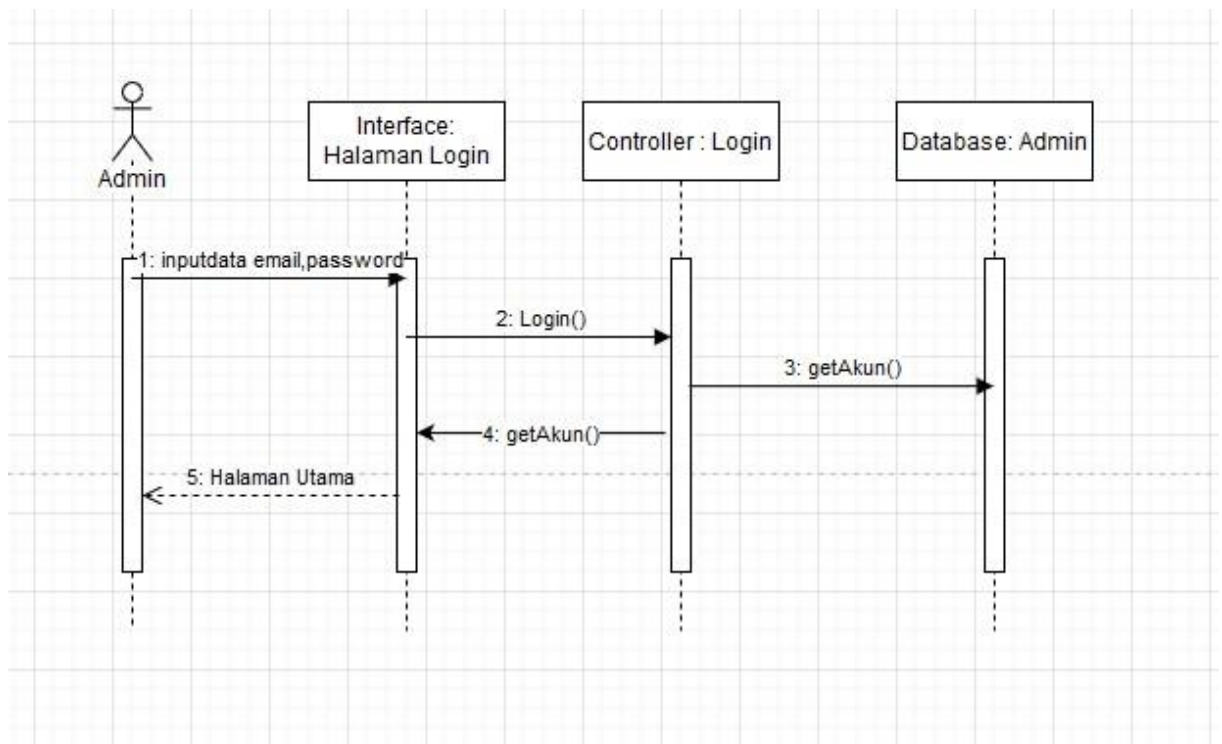 Admin
Interface:
Halaman Login
Controller : Login
Database: Admin
1: inputdata email,password
2: Login()
3: getAkun()
4: getAkun()
5: Halaman Utama